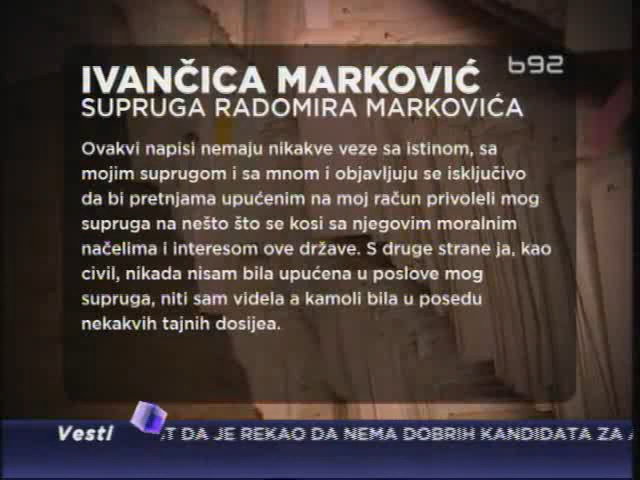 IVANČICA MARKOVIĆ
b92
SUPRUGA RADOMIRA MARKOVIĆA
Ovakvi napisi nemaju nikakve veze sa istinom, sa
mojim suprugom i sa mnom i objavljuju se isključivo
da bi pretnjama upućenim na moj račun privoleli mog
supruga na nešto što se kosi sa njegovim moralnim
načelima i interesom ove države. S druge strane ja, kao
civil, nikada nisam bila upućena u poslove mog
supruga, niti sam videla a kamoli bila u posedu
nekakvih tajnih dosijea.
Vesti DA JE REKAO DA NEMA DOBRIH KANDIDATA ZA